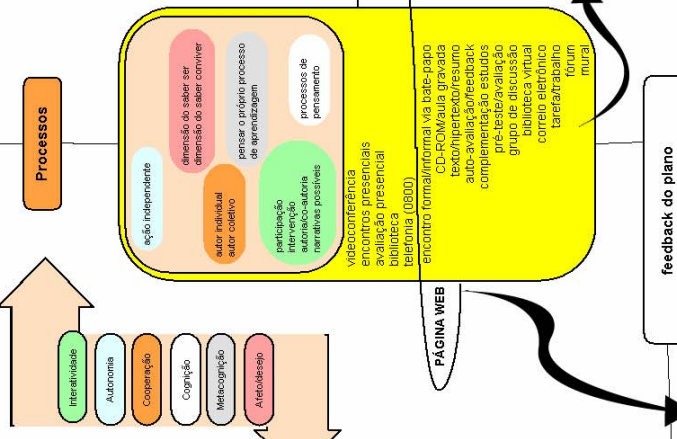 Processos
Interatividade
Autonomia
Cooperação
Cognição
Metacognição
Afeto/desejo
ação independente
dimensão do saber ser
dimensão do saber conviver
autor individual
autor coletivo
pensar o próprio processo
de aprendizagem
participação
intervenção
autoria/co-autoria
narrativas possíveis
processos de
pensamento
videoconferência
encontros presenciais
avaliação presencial
biblioteca
telefonia (0800)
encontro formal/informal via bate-papo
CD-ROM/aula gravada
texto/hipertexto/resumo
auto-avaliação/feedback
complementação estudos
pré-teste/avaliação
grupo de discussão
biblioteca virtual
correio eletrônico
tarefa/trabalho
fórum
mural
PÁGINA WEB
feedback do plano